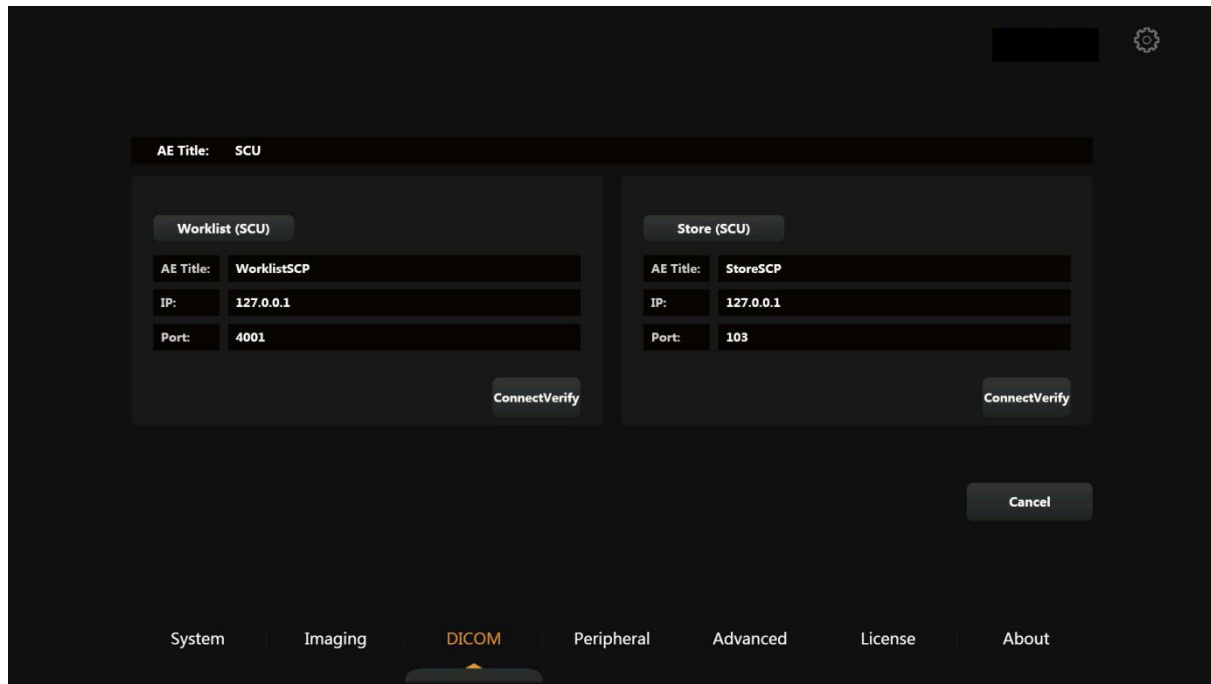 AE Title: SCU
Worklist (SCU)
AE Title: WorklistSCP
IP: 127.0.0.1
Port: 4001
ConnectVerify
Store (SCU)
AE Title: StoreSCP
IP: 127.0.0.1
Port: 103
ConnectVerify
Cancel
System Imaging DICOM Peripheral Advanced License About